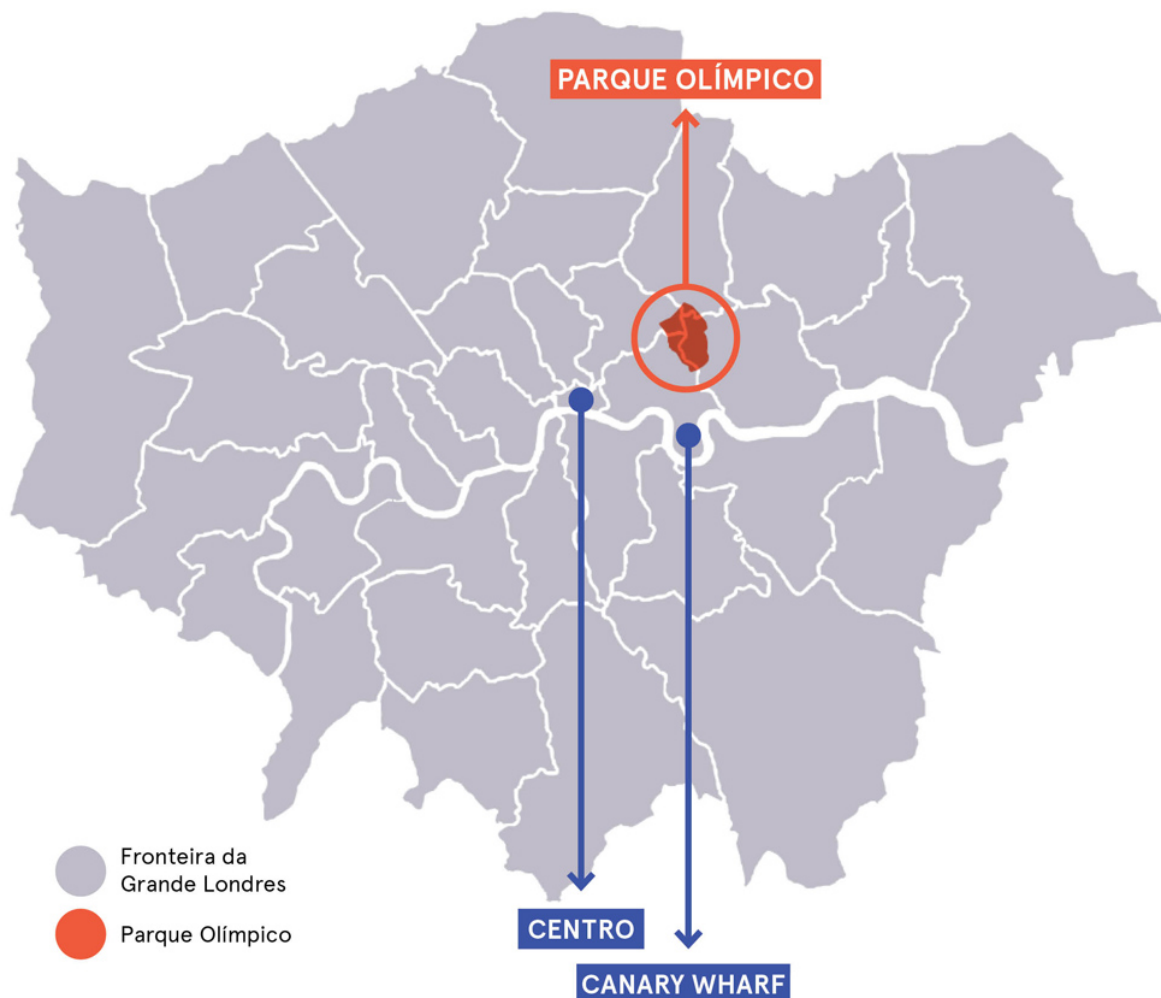 PARQUE OLÍMPICO
Fronteira da
Grande Londres
Parque Olímpico
CENTRO
CANARY WHARF